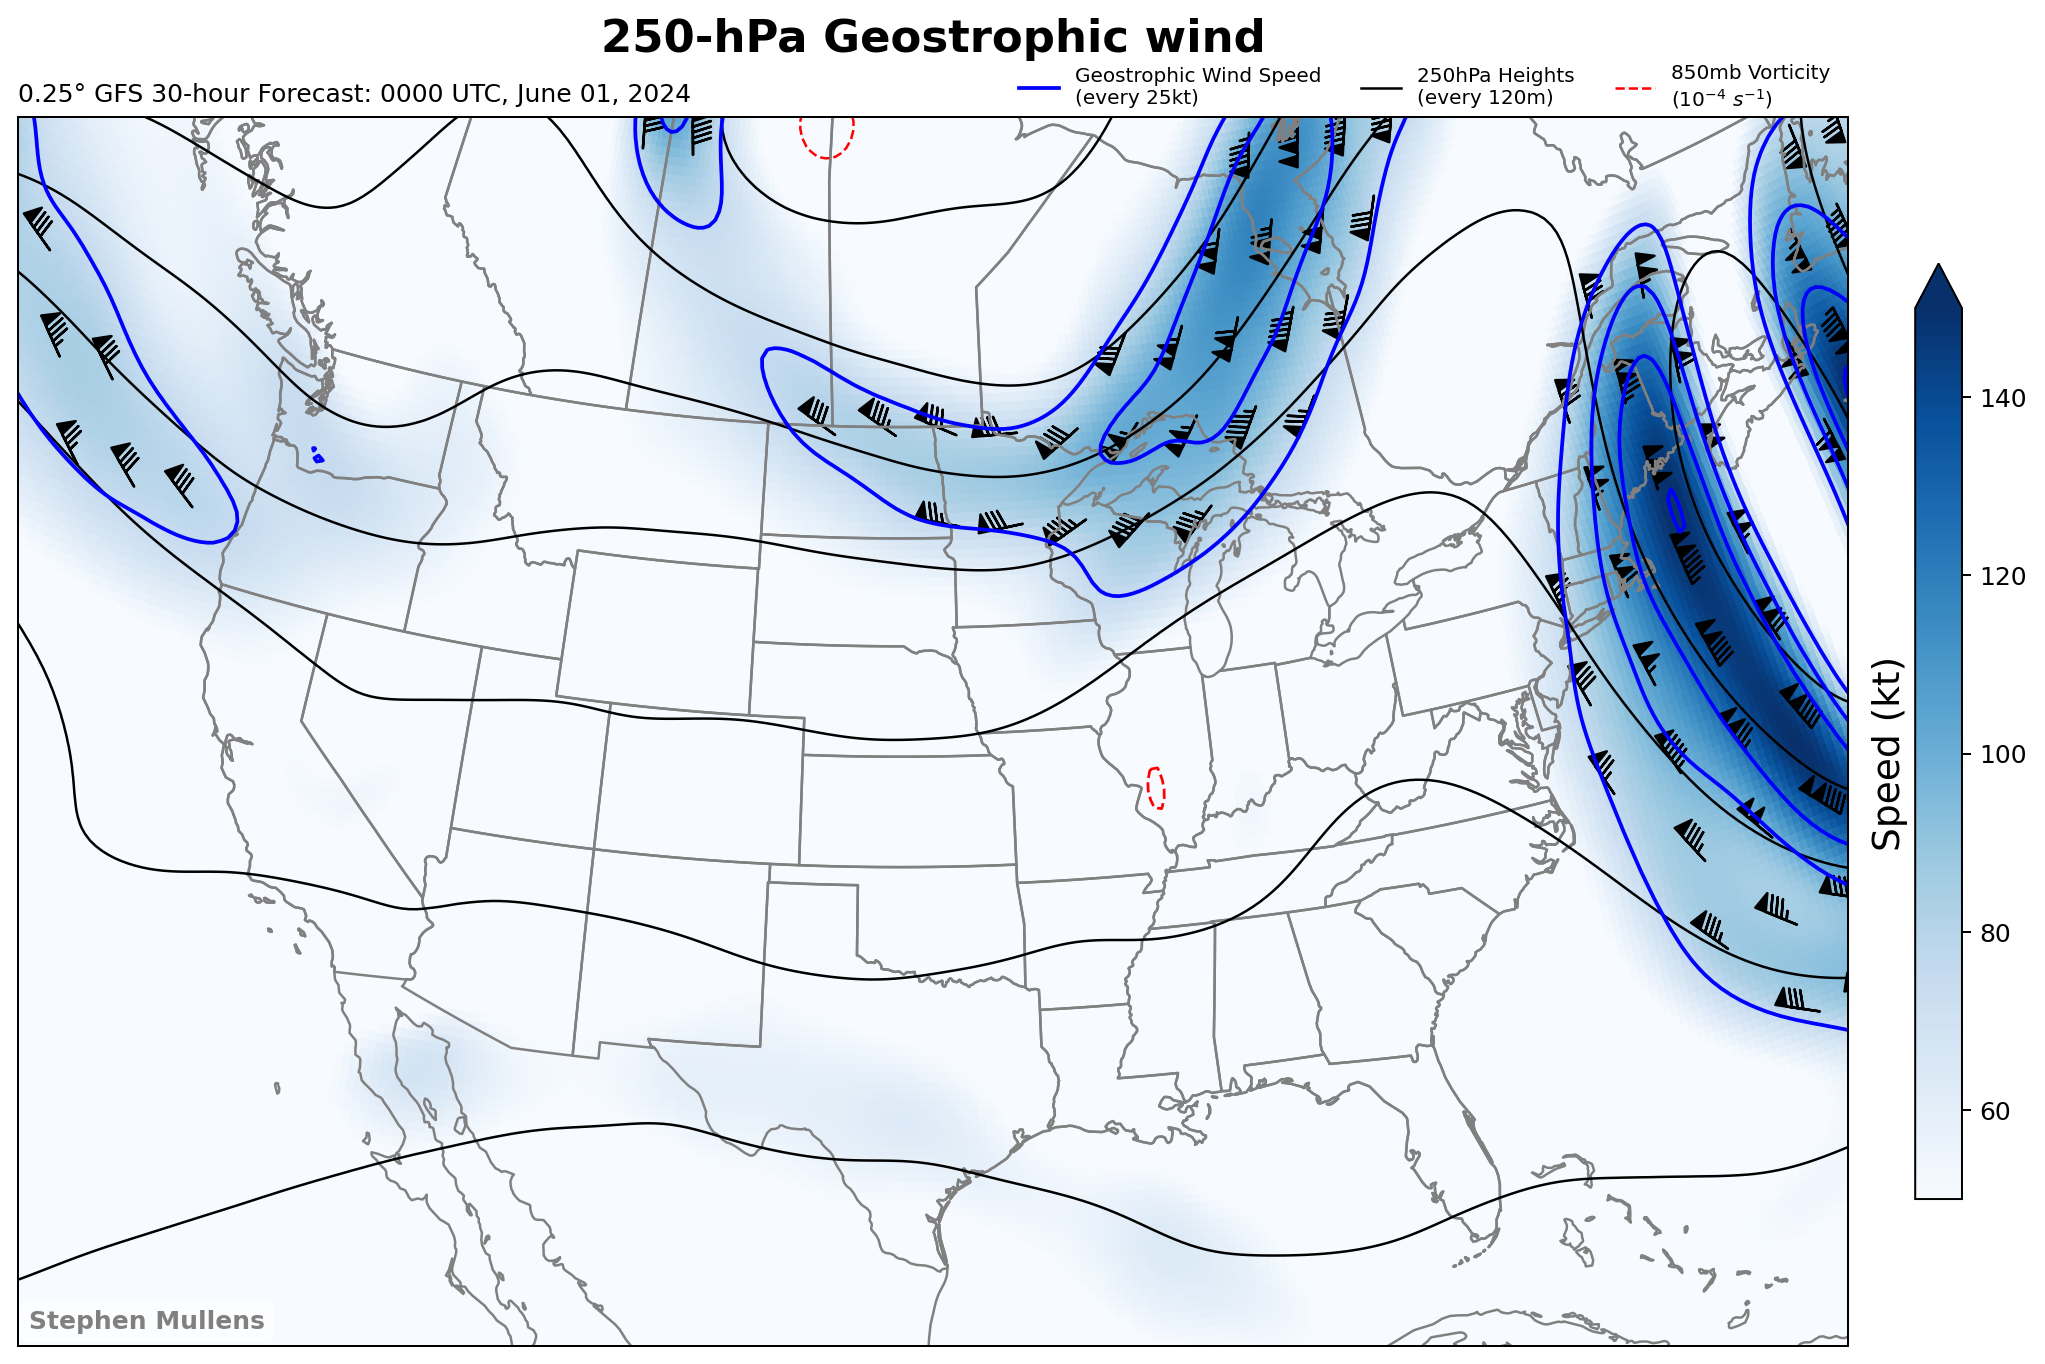 250-hPa Geostrophic wind
0.25° GFS 30-hour Forecast: 0000 UTC, June 01, 2024
Geostrophic Wind Speed
(every 25kt)
250hPa Heights
(every 120m)
850mb Vorticity
(10⁻⁴ s⁻¹)
140
120
100
80
60
Speed (kt)
Stephen Mullens